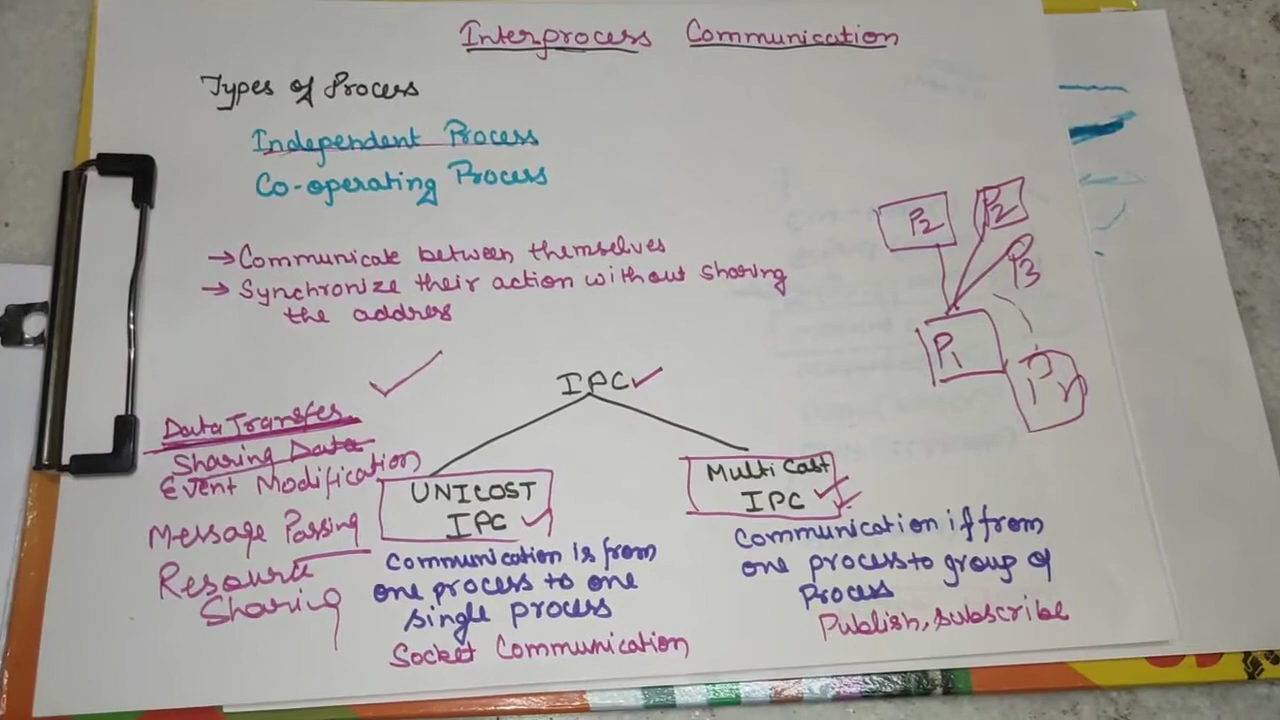 Interprocess Communication
Types of Process
Independent Process
Co-operating Process
→Communicate between themselves
→ Synchronize their action without sharing
the address
P2
P2
P3
P1
Pn
IPC
Data Transfer
Sharing Data
Event Modification
Message Passing
Resource
Sharing
UNICOST
IPC
Communication is from
one process to one
single process
Socket Communication
Multi Cast
IPC
Communication if from
one process to group of
Process
Publish, subscribe